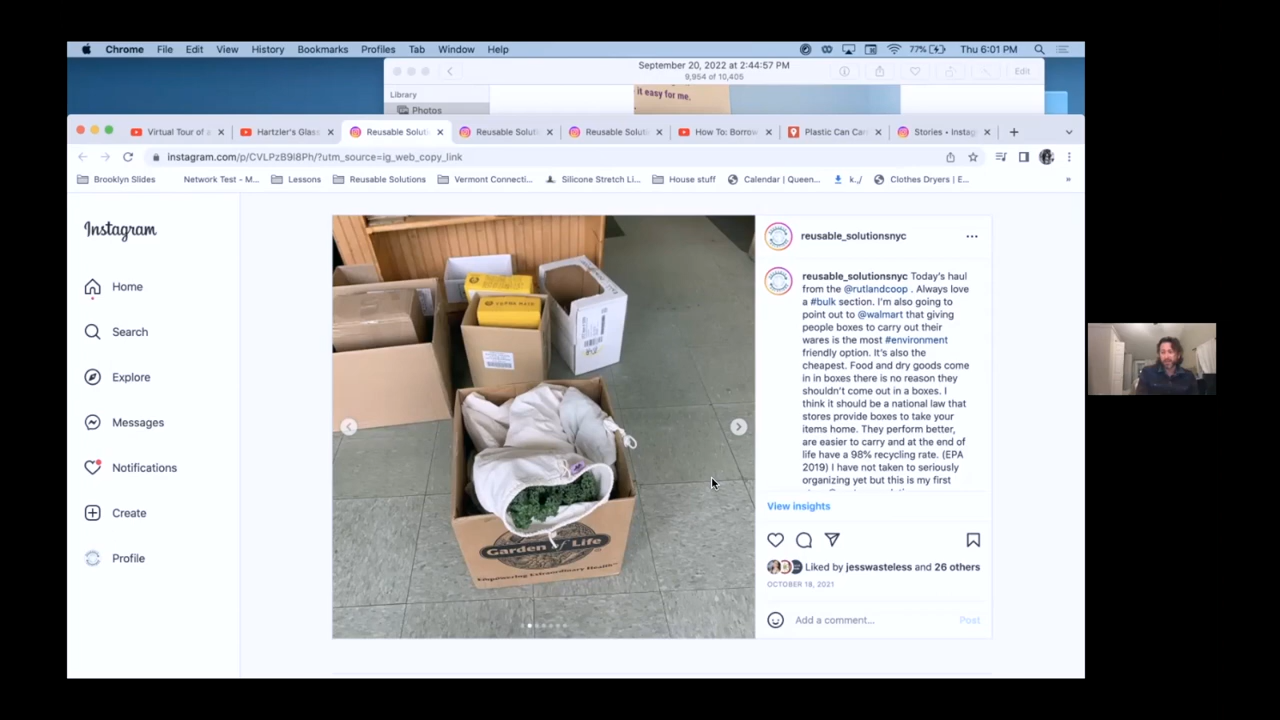 Chrome File Edit View History Bookmarks Profiles Tab Window Help
77% Thu 6:01 PM
September 20, 2022 at 2:44:57 PM
9,954 of 10,405
Edit
Library
Photos
it easy for me.
Virtual Tour of a
Hartzler's Glass
Reusable Soluti
Reusable Soluti
Reusable Soluti
How To: Borrow
Plastic Can Car
Stories • Instag
instagram.com/p/CVLPzB9l8Ph/?utm_source=ig_web_copy_link
Brooklyn Slides
Network Test - M...
Lessons
Reusable Solutions
Vermont Connecti...
Silicone Stretch Li...
House stuff
Calendar | Queen...
k../
Clothes Dryers | E...
Instagram
Home
Search
Explore
Messages
Notifications
Create
Profile
Garden of Life
Empowering Extraordinary Health
reusable_solutionsnyc
reusable_solutionsnyc Today's haul
from the @rutlandcoop . Always love
a #bulk section. I'm also going to
point out to @walmart that giving
people boxes to carry out their
wares is the most #environment
friendly option. It's also the
cheapest. Food and dry goods come
in in boxes there is no reason they
shouldn't come out in a boxes. I
think it should be a national law that
stores provide boxes to take your
items home. They perform better,
are easier to carry and at the end of
life have a 98% recycling rate. (EPA
2019) I have not taken to seriously
organizing yet but this is my first
View insights
Liked by jesswasteless and 26 others
OCTOBER 18, 2021
Add a comment...
Post